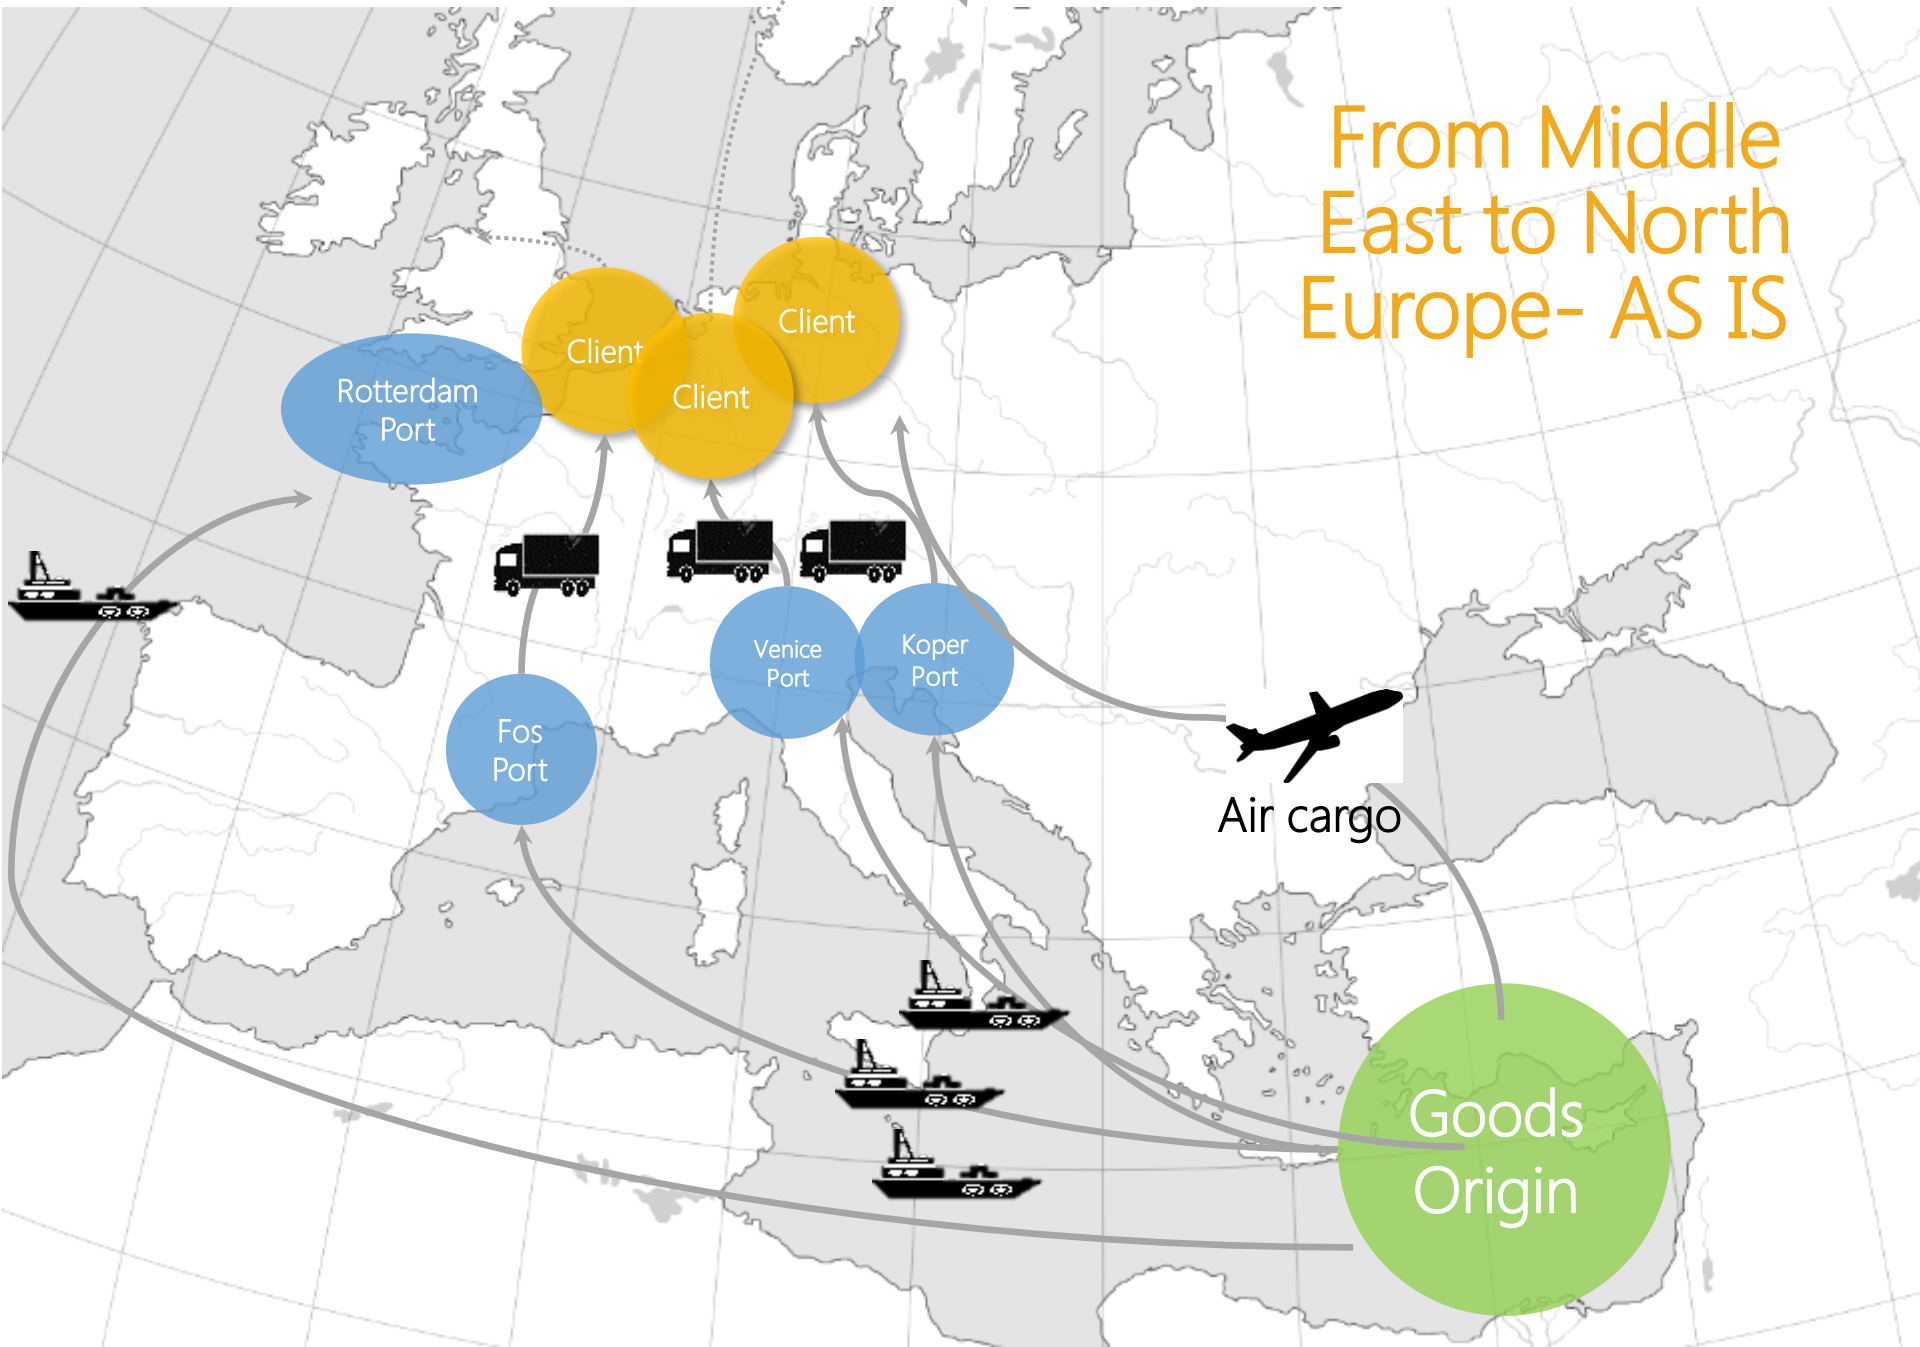 From Middle
East to North
Europe- AS IS
Client
Client
Client
Rotterdam
Port
Venice
Port
Koper
Port
Fos
Port
Air cargo
Goods
Origin